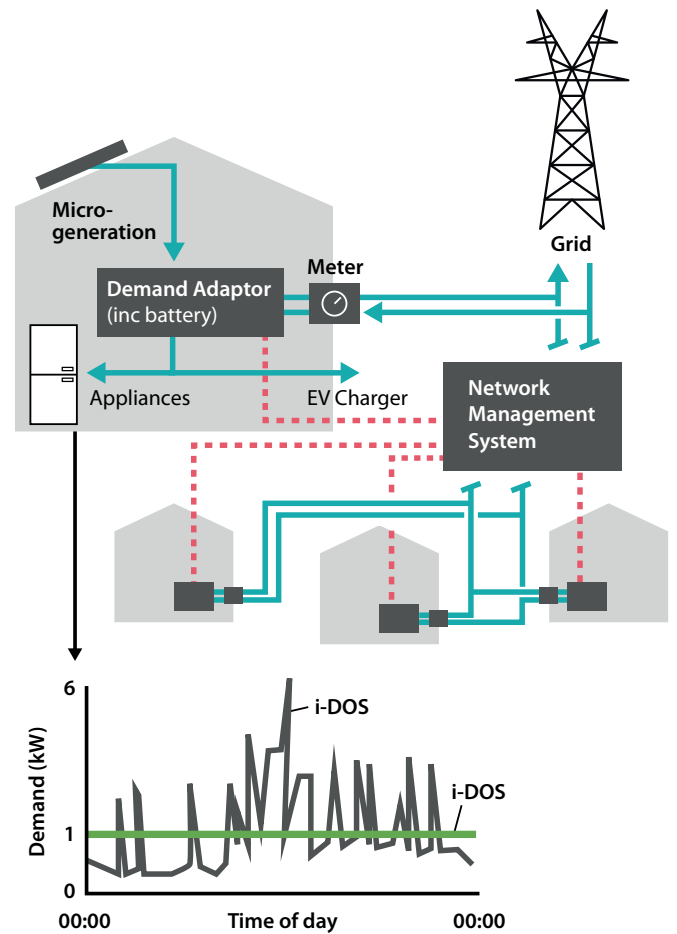 Micro-
generation
Grid
Meter
Demand Adaptor
(inc battery)
Appliances
EV Charger
Network
Management
System
6
i-DOS
i-DOS
Demand (kW)
1
0
00:00
Time of day
00:00